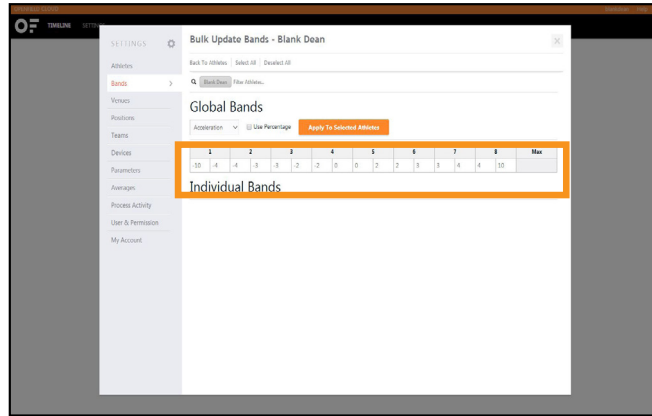 OPENFIELD CLOUD
OF TIMELINE
SETTINGS
Bulk Update Bands - Blank Dean
Athletes
Back To Athletes | Select All | Deselect All
Bands >
Blank Dean Filter Athletes...
Venues
Global Bands
Positions
Acceleration Use Percentage Apply To Selected Athletes
Teams
Devices
1 2 3 4 5 6 7 8 Max
-10 -4 -4 -3 -3 -2 -2 0 0 2 2 3 3 4 4 10
Parameters
Averages
Individual Bands
Process Activity
User & Permission
My Account